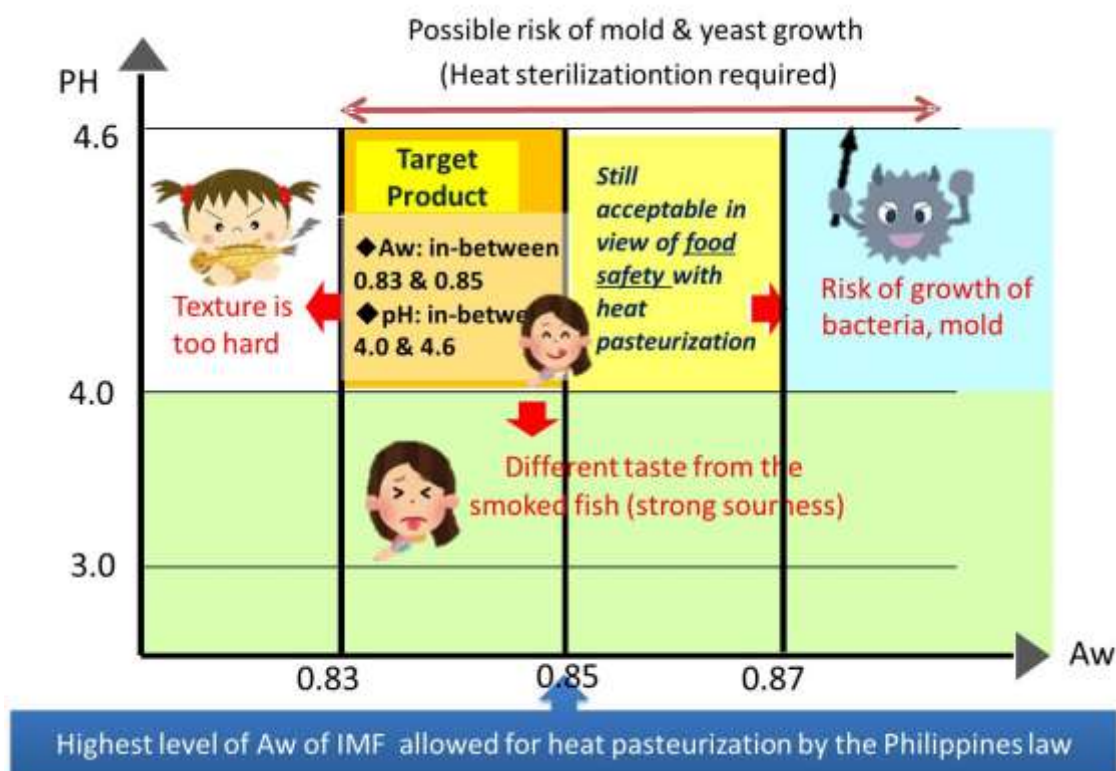 Possible risk of mold & yeast growth
(Heat sterilizationtion required)
PH
4.6
Target
Product
◆Aw: in-between
0.83 & 0.85
◆pH: in-betwe
4.0 & 4.6
Still
acceptable in
view of food
safety with
heat
pasteurization
Texture is
too hard
Risk of growth of
bacteria, mold
4.0
Different taste from the
smoked fish (strong sourness)
3.0
0.83
0.85
0.87
Aw
Highest level of Aw of IMF allowed for heat pasteurization by the Philippines law